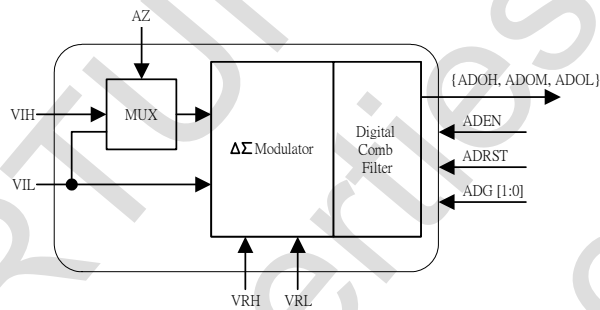 AZ
{ADOH, ADOM, ADOL}
VIH
MUX
ADEN
ΔΣ Modulator
Digital
Comb
Filter
ADRST
VIL
ADG [1:0]
VRH
VRL